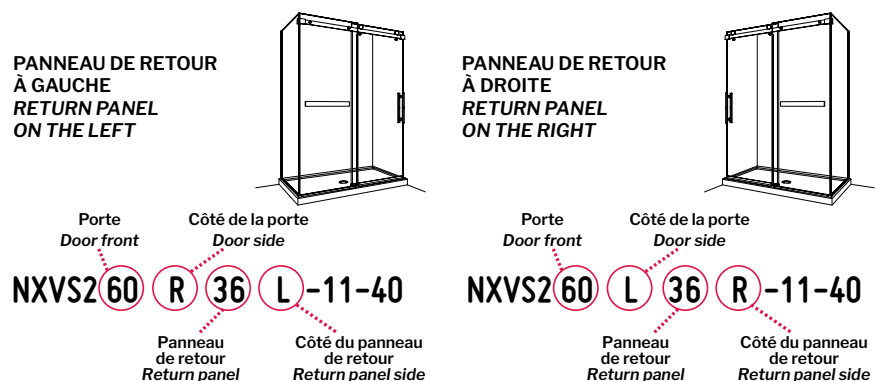 PANNEAU DE RETOUR
À GAUCHE
RETURN PANEL
ON THE LEFT
Porte
Door front
Côté de la porte
Door side
NXVS2 60 R 36 L -11-40
Panneau
de retour
Return panel
Côté du panneau
de retour
Return panel side
PANNEAU DE RETOUR
À DROITE
RETURN PANEL
ON THE RIGHT
Porte
Door front
Côté de la porte
Door side
NXVS2 60 L 36 R -11-40
Panneau
de retour
Return panel
Côté du panneau
de retour
Return panel side